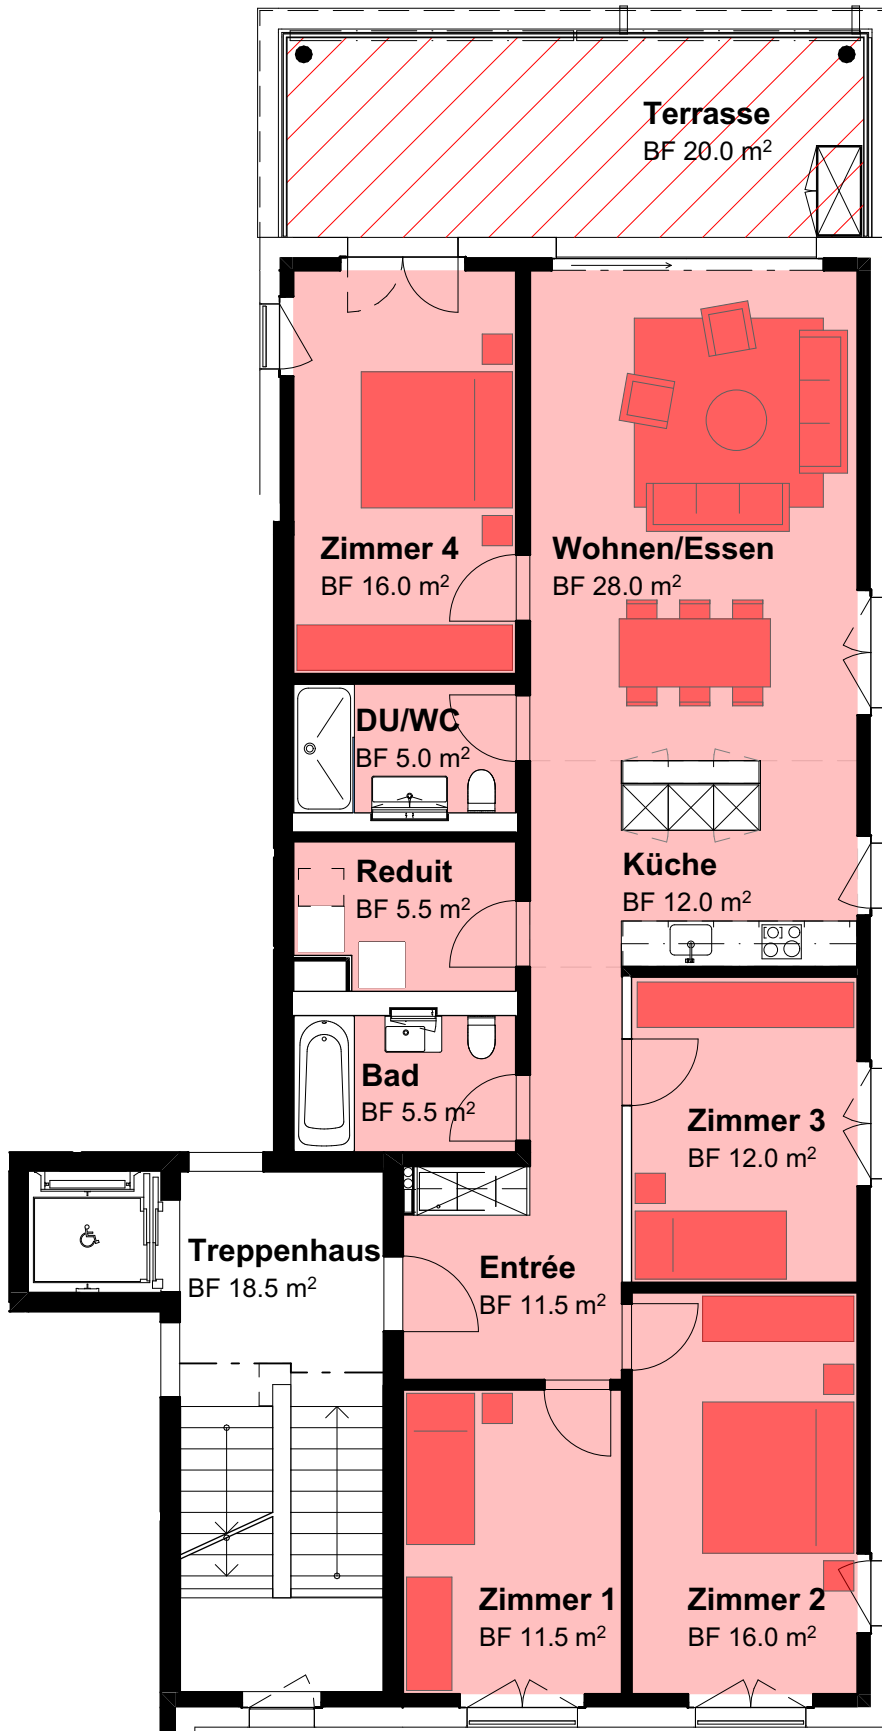 Terrasse
BF 20.0 m²
Zimmer 4
BF 16.0 m²
Wohnen/Essen
BF 28.0 m²
DU/WC
BF 5.0 m²
Reduit
BF 5.5 m²
Küche
BF 12.0 m²
Bad
BF 5.5 m²
Zimmer 3
BF 12.0 m²
Treppenhaus
BF 18.5 m²
Entrée
BF 11.5 m²
Zimmer 1
BF 11.5 m²
Zimmer 2
BF 16.0 m²